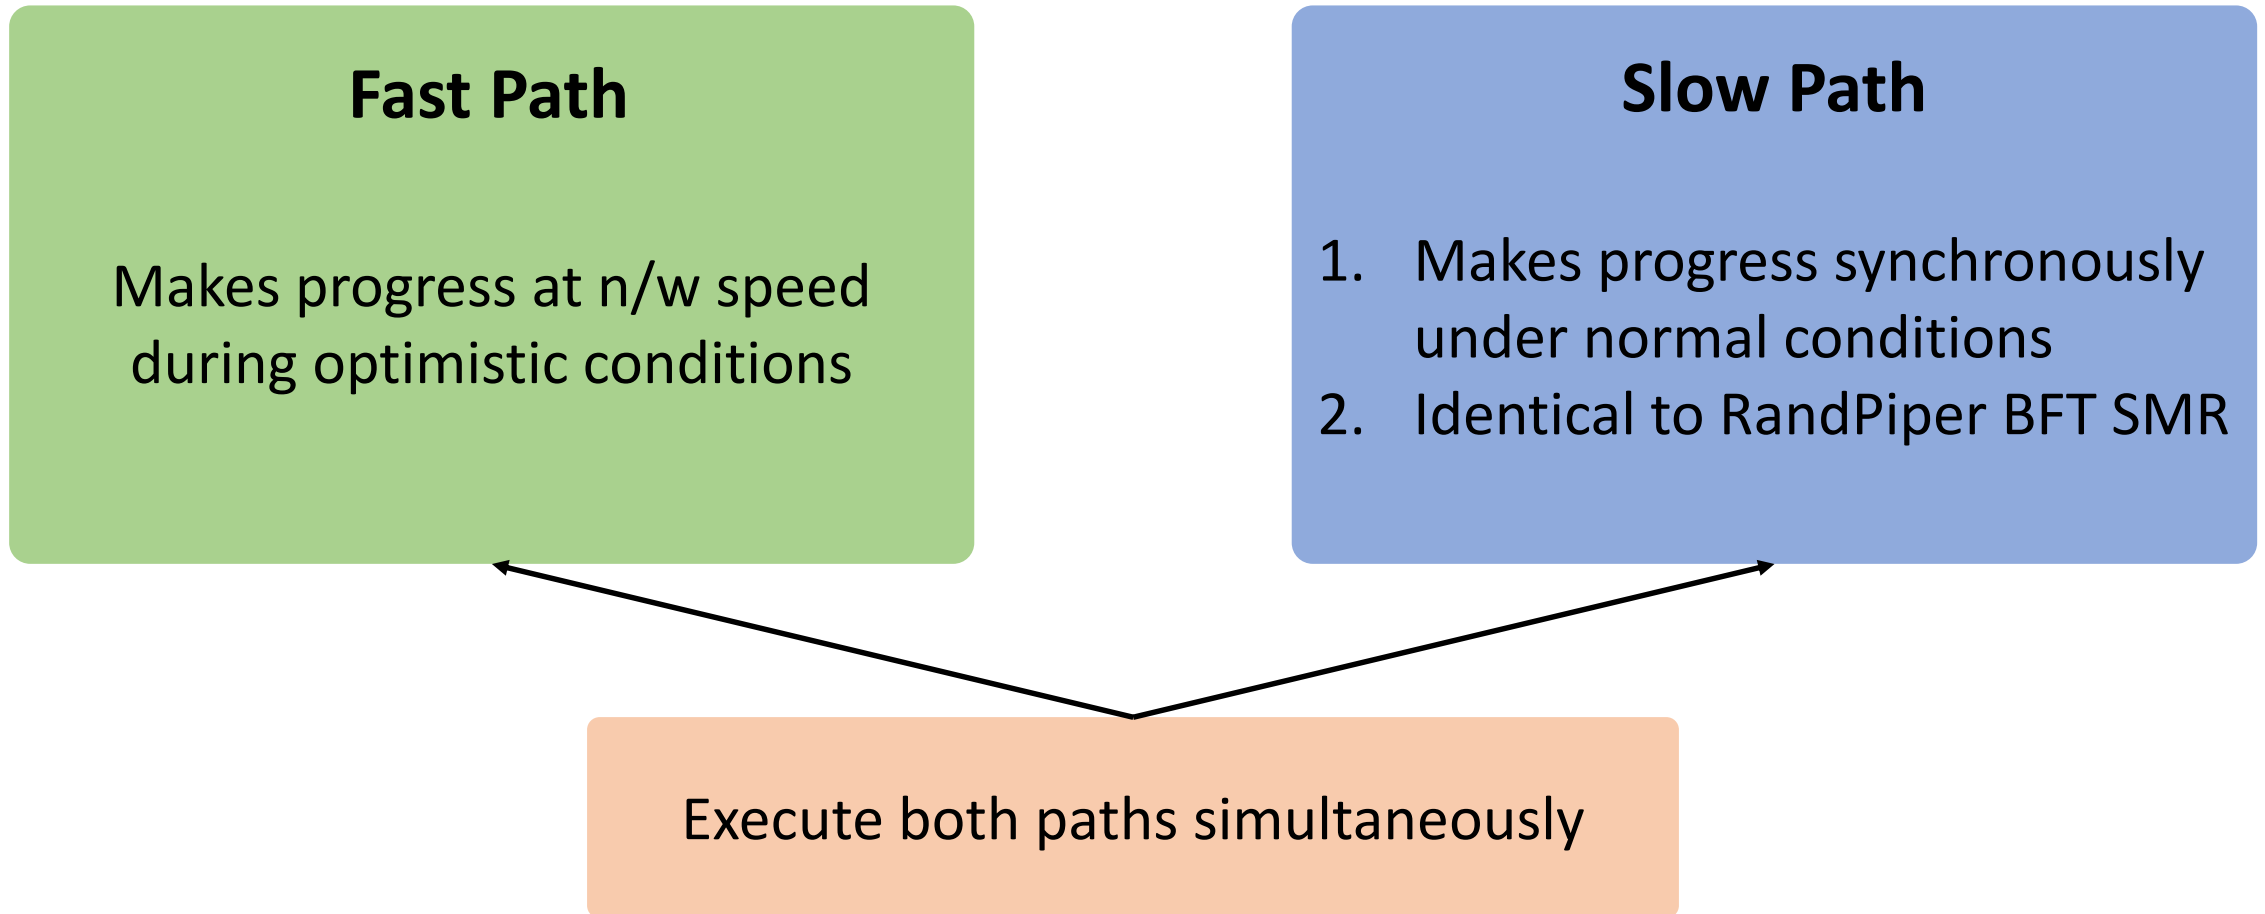 Fast Path
Makes progress at n/w speed
during optimistic conditions
Slow Path
1. Makes progress synchronously
under normal conditions
2. Identical to RandPiper BFT SMR
Execute both paths simultaneously